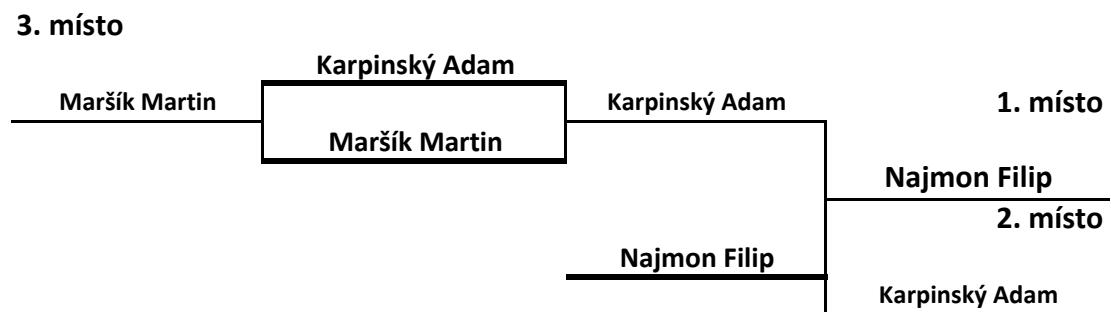 3. místo
Karpinský Adam
Maršík Martin
Karpinský Adam
1. místo
Maršík Martin
Najmon Filip
2. místo
Najmon Filip
Karpinský Adam